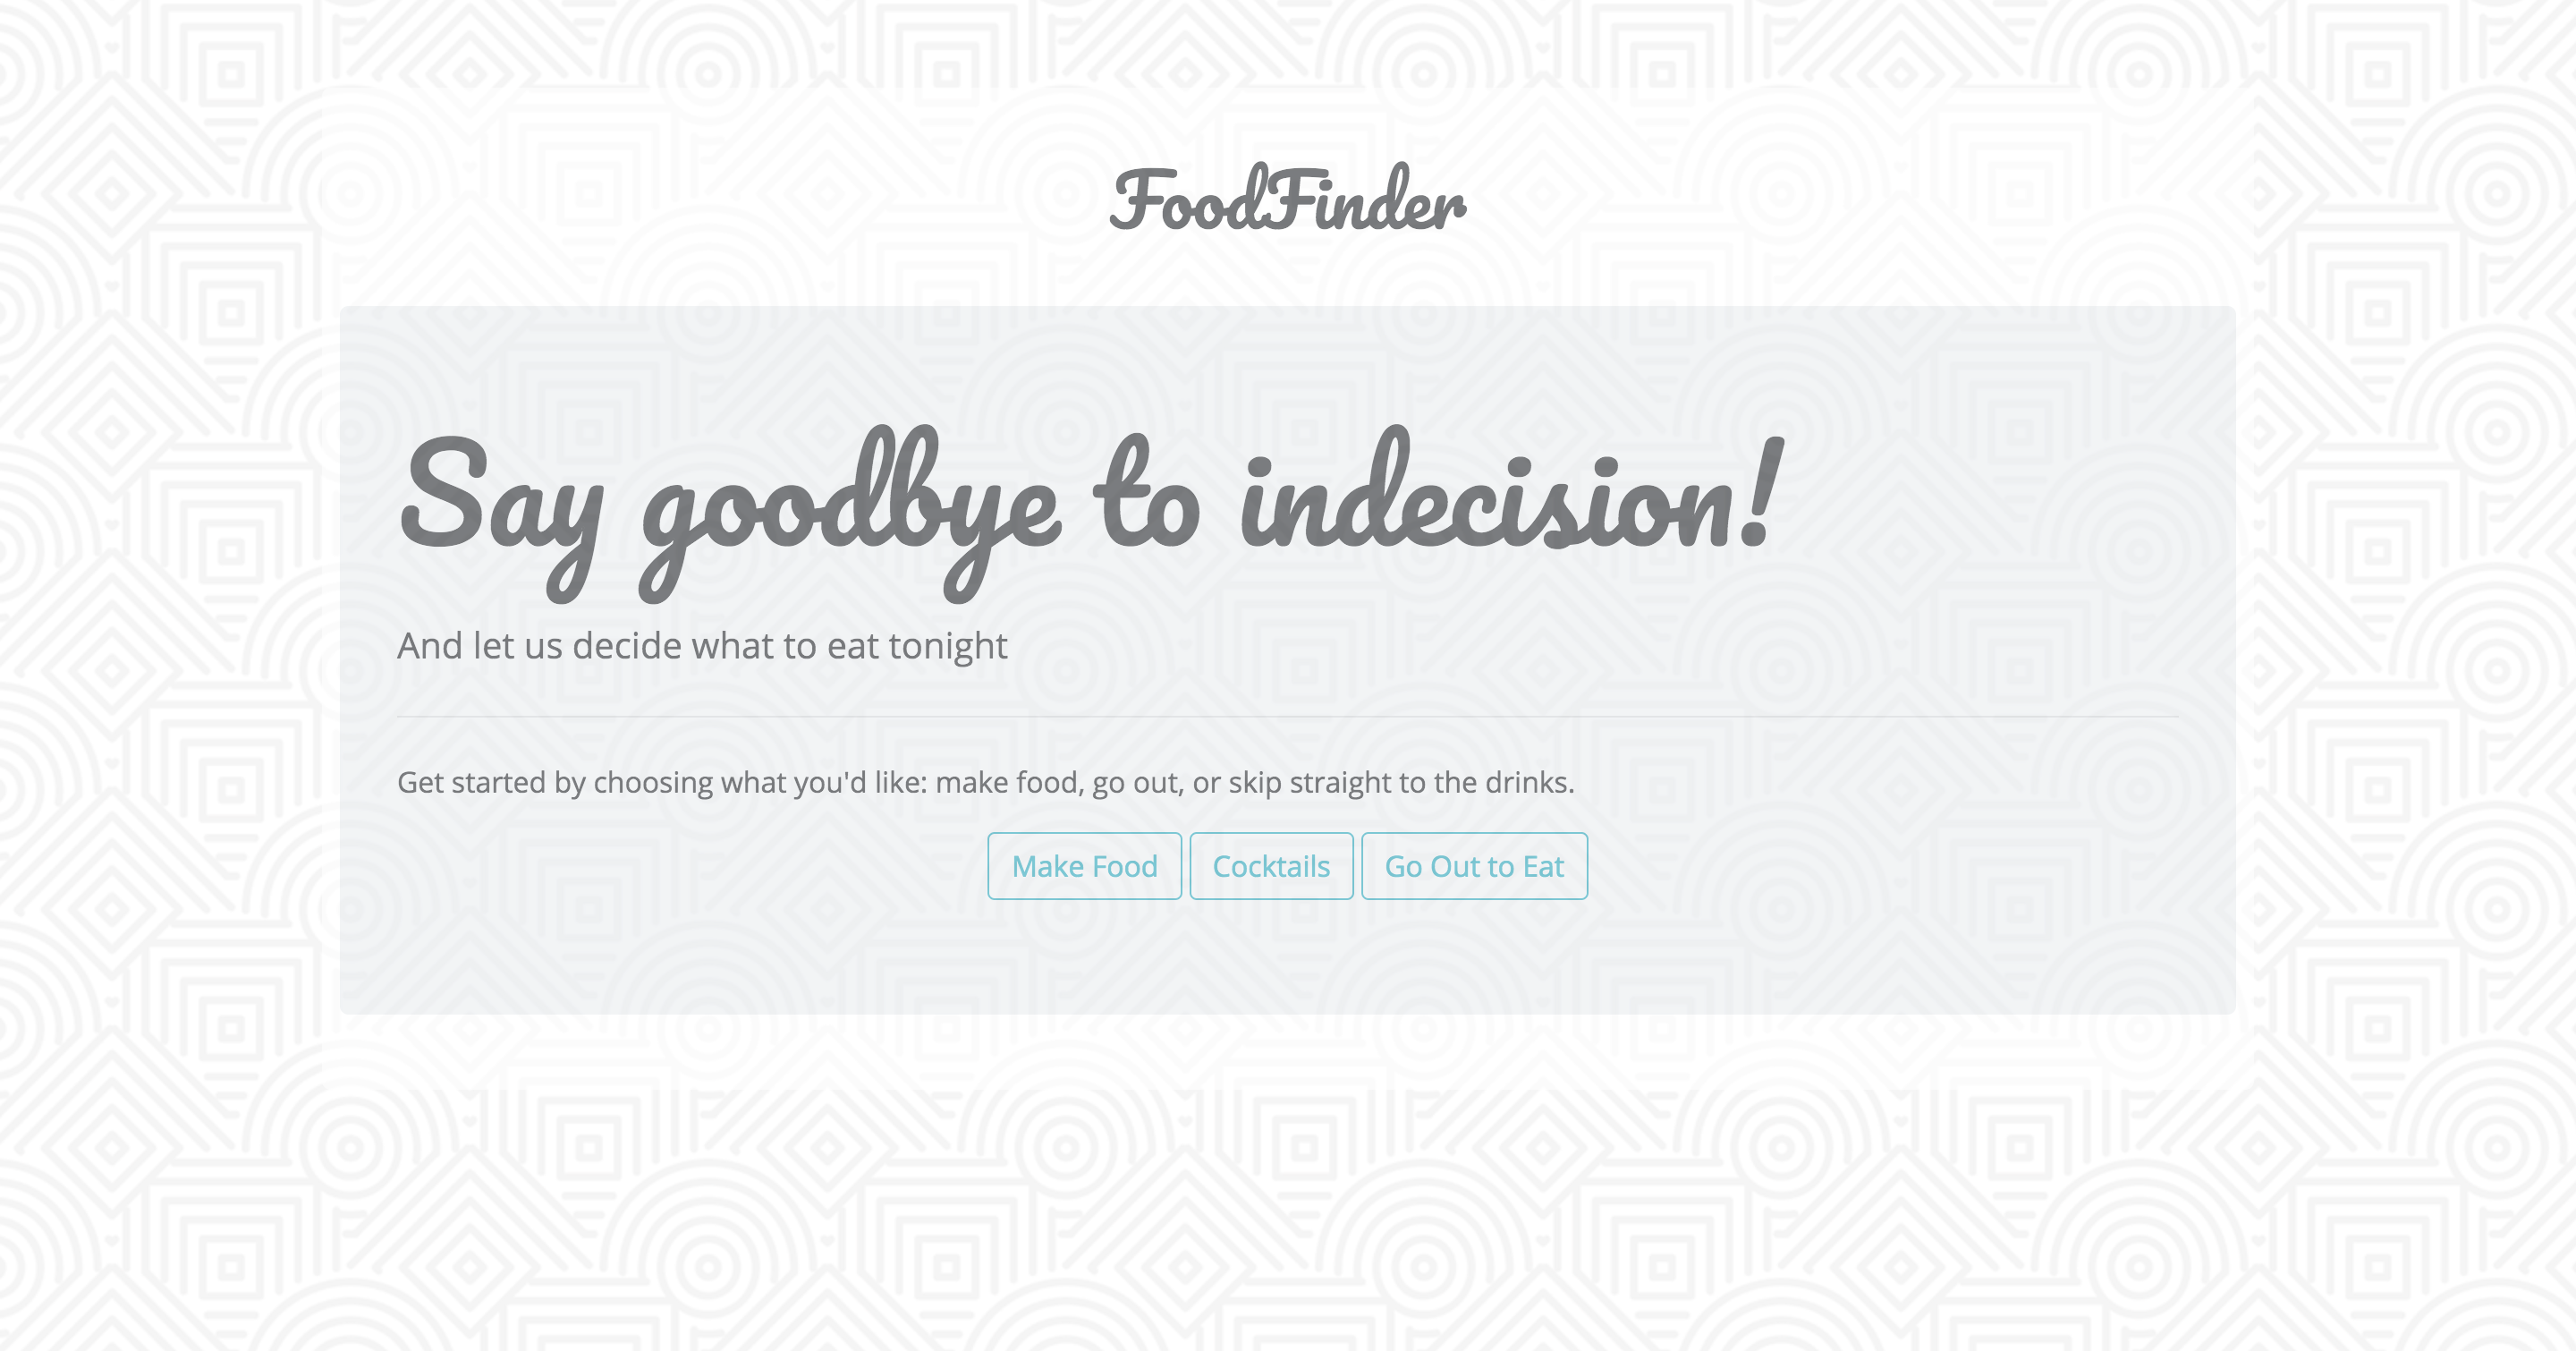 FoodFinder
Say goodbye to indecision!
And let us decide what to eat tonight
Get started by choosing what you'd like: make food, go out, or skip straight to the drinks.
Make Food Cocktails Go Out to Eat